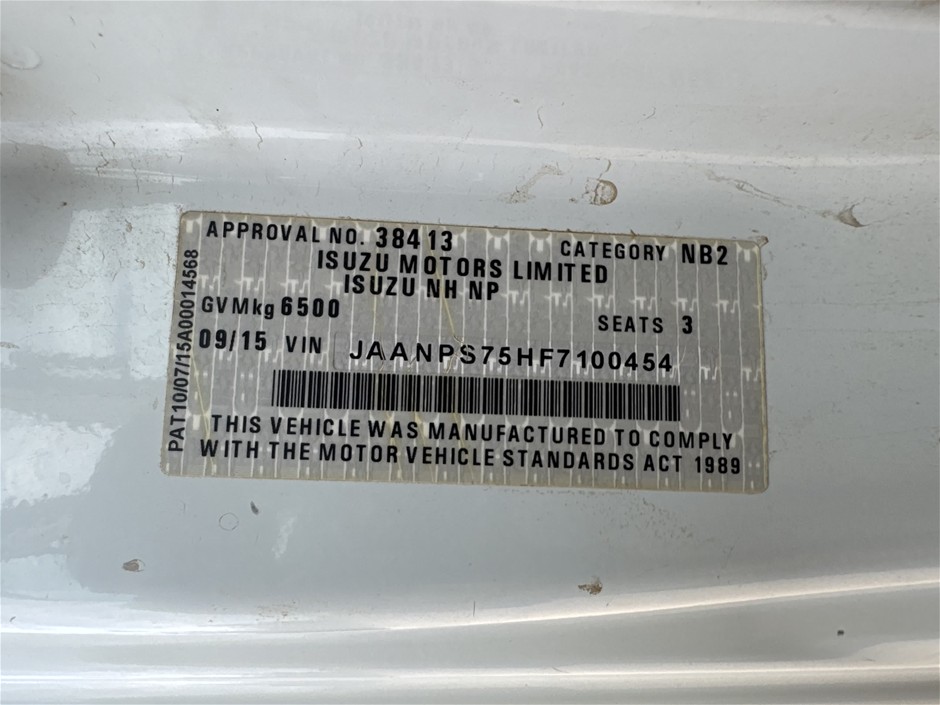 APPROVAL NO. 38413 CATEGORY NB2
ISUZU MOTORS LIMITED
ISUZU NH NP
GVMkg 6500 SEATS 3
09/15 VIN JAANPS75HF7100454
THIS VEHICLE WAS MANUFACTURED TO COMPLY
WITH THE MOTOR VEHICLE STANDARDS ACT 1989
PAT10/07/15A00014568